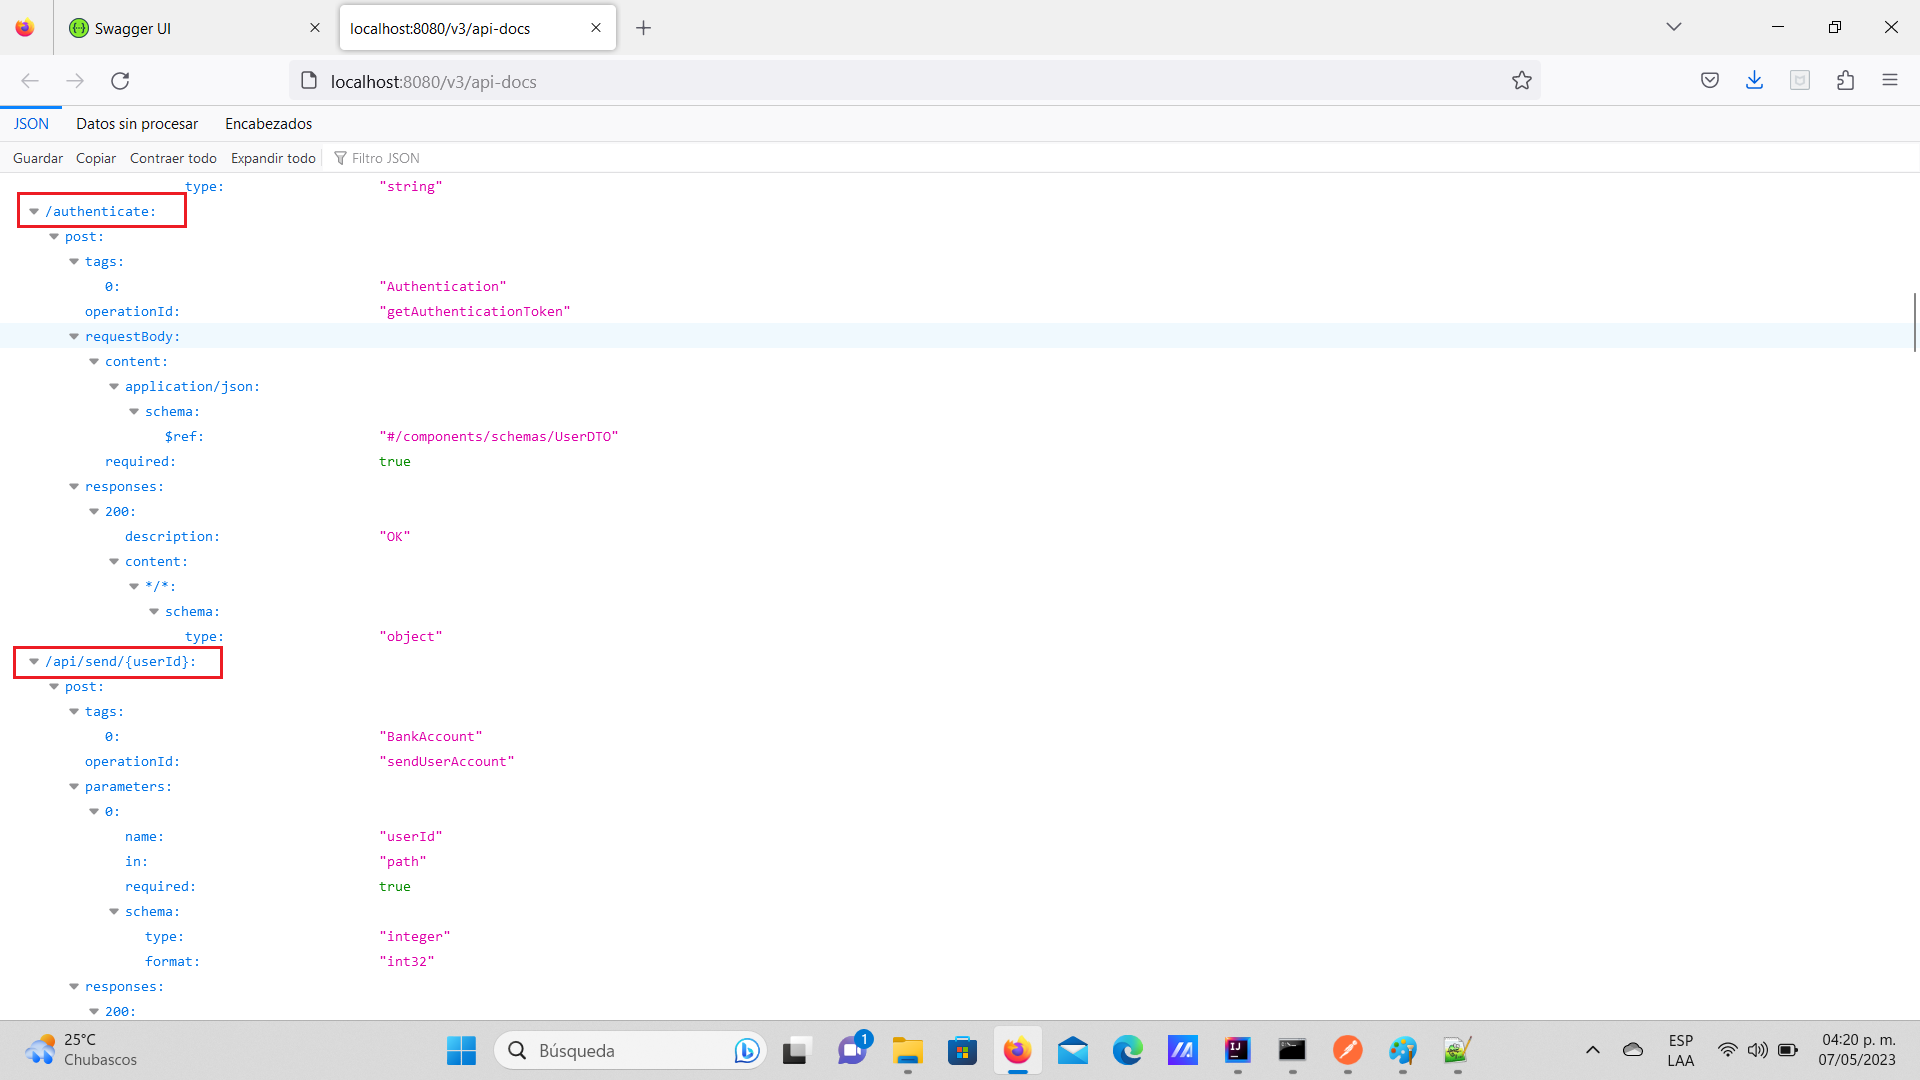 Swagger UI
localhost:8080/v3/api-docs
localhost:8080/v3/api-docs
JSON Datos sin procesar Encabezados
Guardar Copiar Contraer todo Expandir todo Filtro JSON
type: "string"
/authenticate:
post:
tags:
0: "Authentication"
operationId: "getAuthenticationToken"
requestBody:
content:
application/json:
schema:
$ref: "#/components/schemas/UserDTO"
required: true
responses:
200:
description: "OK"
content:
*/*:
schema:
type: "object"
/api/send/{userId}:
post:
tags:
0: "BankAccount"
operationId: "sendUserAccount"
parameters:
0:
name: "userId"
in: "path"
required: true
schema:
type: "integer"
format: "int32"
responses:
200:
25°C
Chubascos
Búsqueda
1
IJ
ESP
LAA
04:20 p. m.
07/05/2023